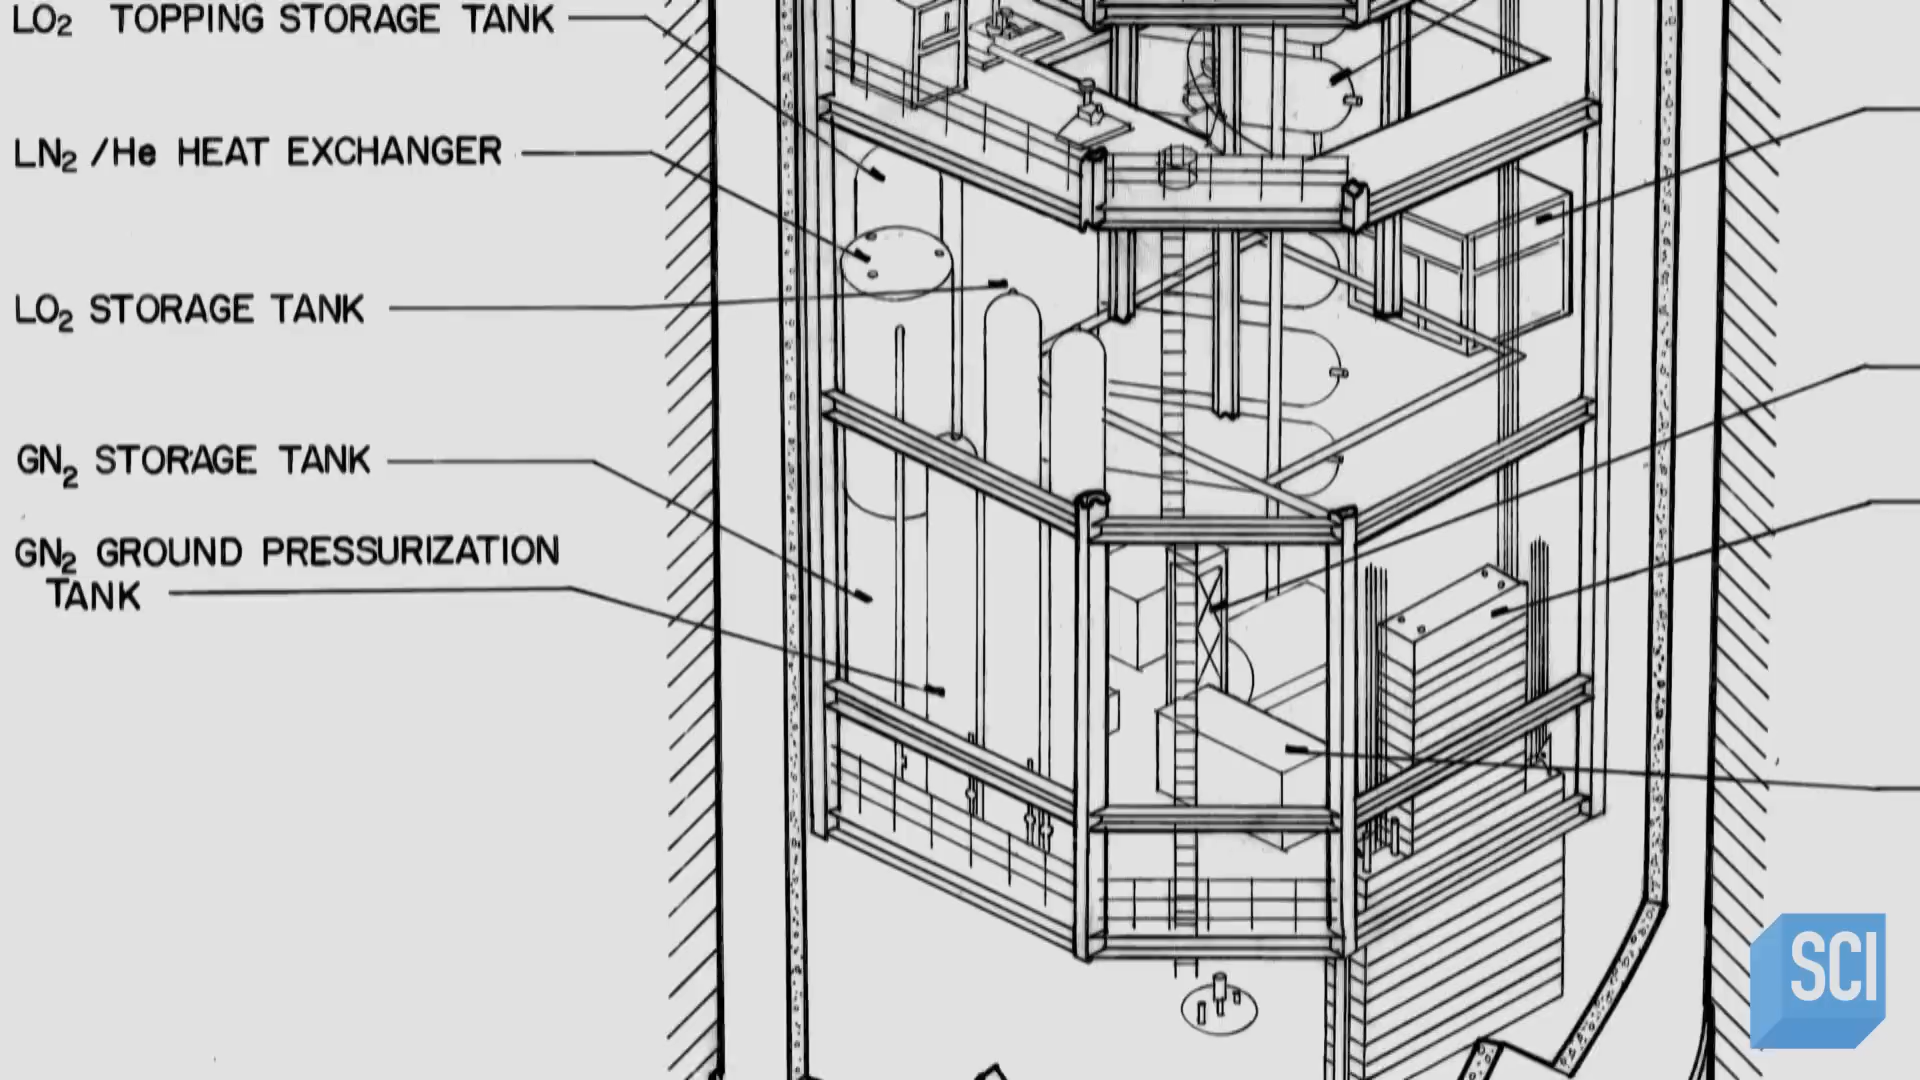 LO₂ TOPPING STORAGE TANK
LN₂/He HEAT EXCHANGER
LO₂ STORAGE TANK
GN₂ STORAGE TANK
GN₂ GROUND PRESSURIZATION
TANK
SCI